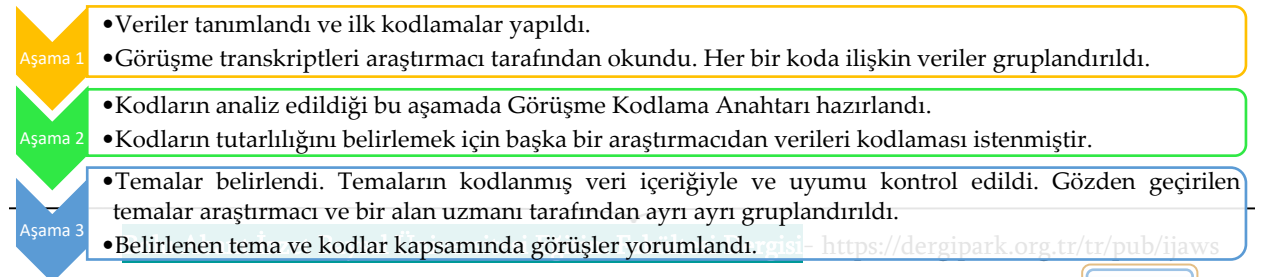 Aşama 1
•Veriler tanımlandı ve ilk kodlamalar yapıldı.
•Görüşme transkriptleri araştırmacı tarafından okundu. Her bir koda ilişkin veriler gruplandırıldı.
Aşama 2
•Kodların analiz edildiği bu aşamada Görüşme Kodlama Anahtarı hazırlandı.
•Kodların tutarlılığını belirlemek için başka bir araştırmacıdan verileri kodlaması istenmiştir.
Aşama 3
•Temalar belirlendi. Temaların kodlanmış veri içeriğiyle ve uyumu kontrol edildi. Gözden geçirilen
temalar araştırmacı ve bir alan uzmanı tarafından ayrı ayrı gruplandırıldı.
•Belirlenen tema ve kodlar kapsamında görüşler yorumlandı.
- https://dergipark.org.tr/tr/pub/ijaws